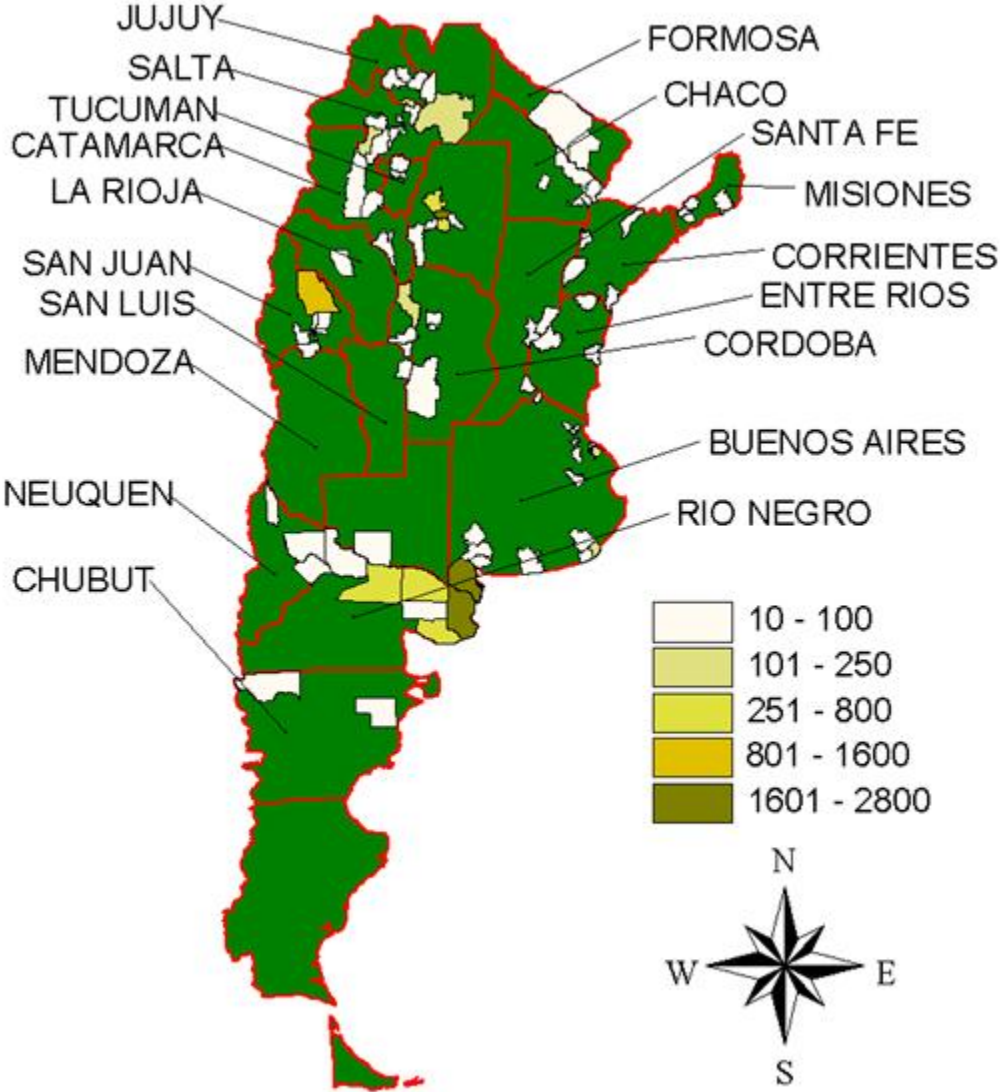 JUJUY
SALTA
TUCUMAN
CATAMARCA
LA RIOJA
SAN JUAN
SAN LUIS
MENDOZA
NEUQUEN
CHUBUT
FORMOSA
CHACO
SANTA FE
MISIONES
CORRIENTES
ENTRE RIOS
CORDOBA
BUENOS AIRES
RIO NEGRO
10 - 100
101 - 250
251 - 800
801 - 1600
1601 - 2800
N
W E
S